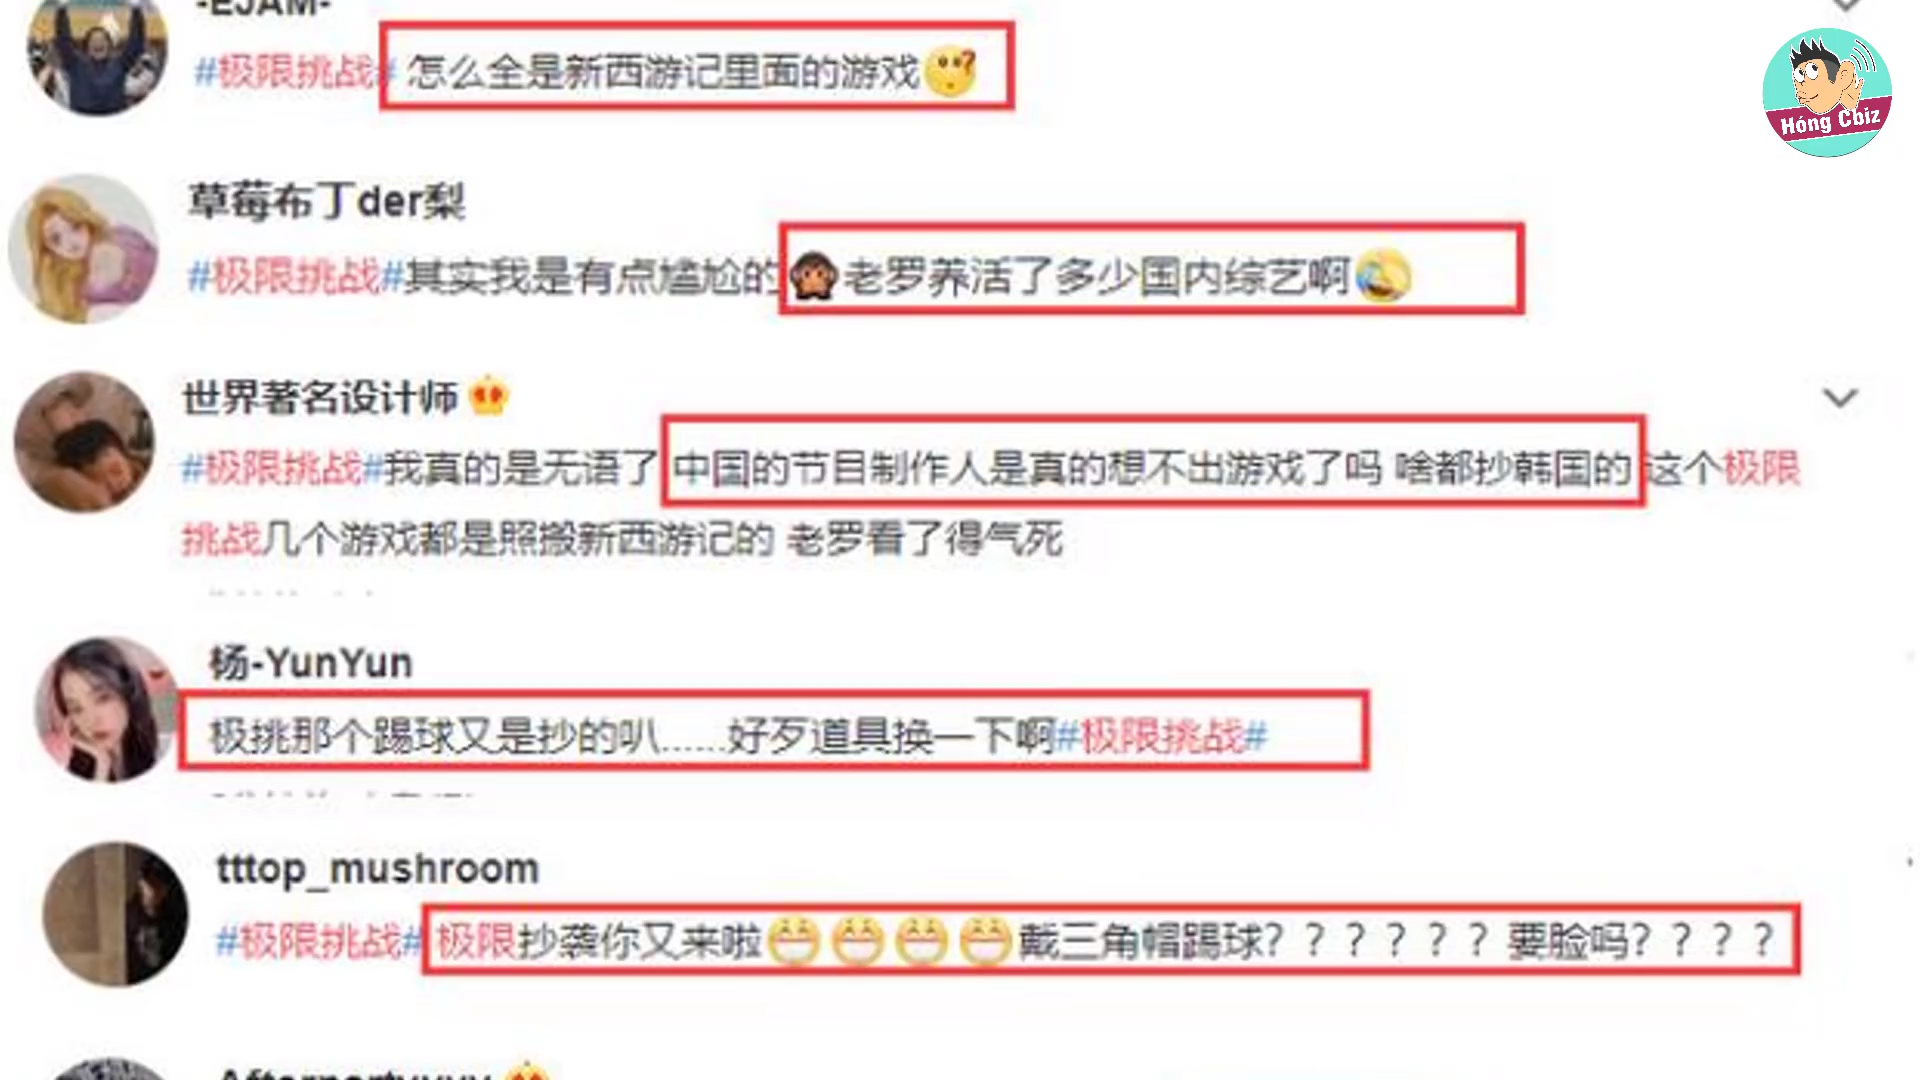 -EJAM-
#极限挑战# 怎么全是新西游记里面的游戏
Hóng Cbiz
草莓布丁der梨
#极限挑战#其实我是有点尴尬的 老罗养活了多少国内综艺啊
世界著名设计师
#极限挑战#我真的是无语了 中国的节目制作人是真的想不出游戏了吗 啥都抄韩国的 这个极限
挑战几个游戏都是照搬新西游记的 老罗看了得气死
杨-YunYun
极挑那个踢球又是抄的叭......好歹道具换一下啊#极限挑战#
tttop_mushroom
#极限挑战# 极限抄袭你又来啦 戴三角帽踢球？？？？？？要脸吗？？？？